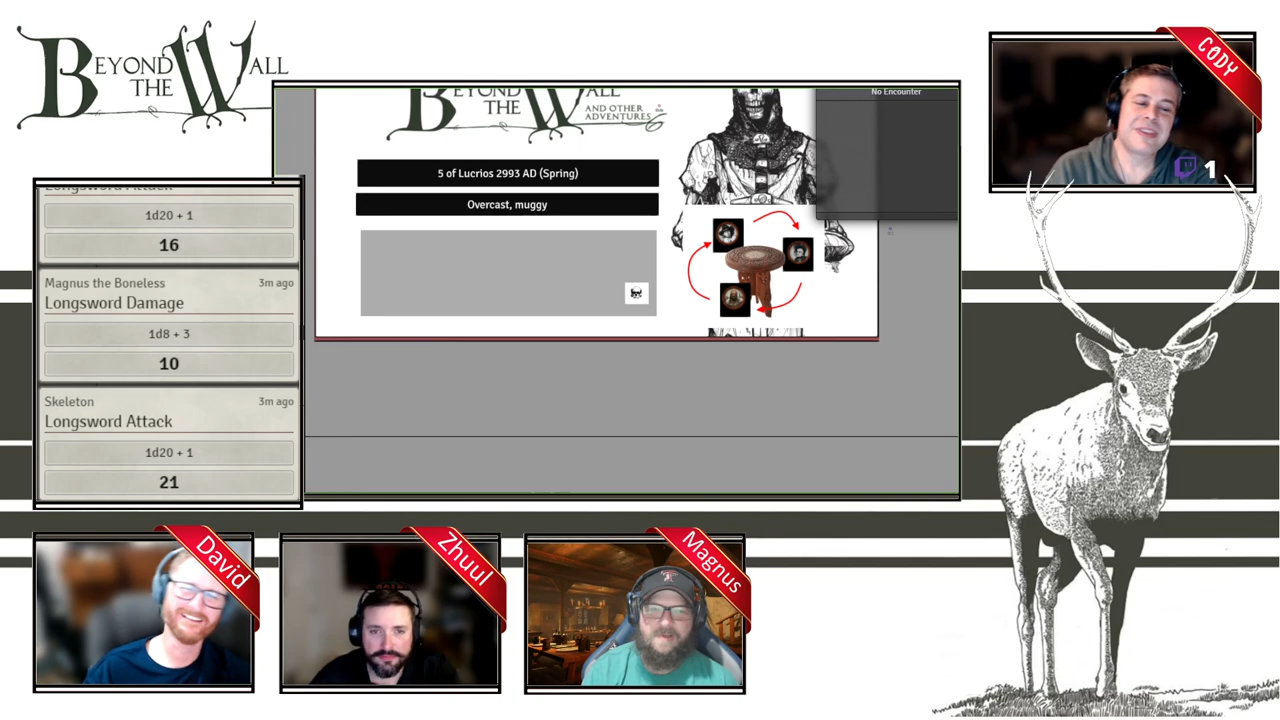 BEYOND THE WALL
CODY
1
BEYOND THE WALL
AND OTHER
ADVENTURES
No Encounter
5 of Lucrios 2993 AD (Spring)
Overcast, muggy
Longsword Attack
1d20 + 1
16
Magnus the Boneless 3m ago
Longsword Damage
1d8 + 3
10
Skeleton 3m ago
Longsword Attack
1d20 + 1
21
David
Zhuul
Magnus